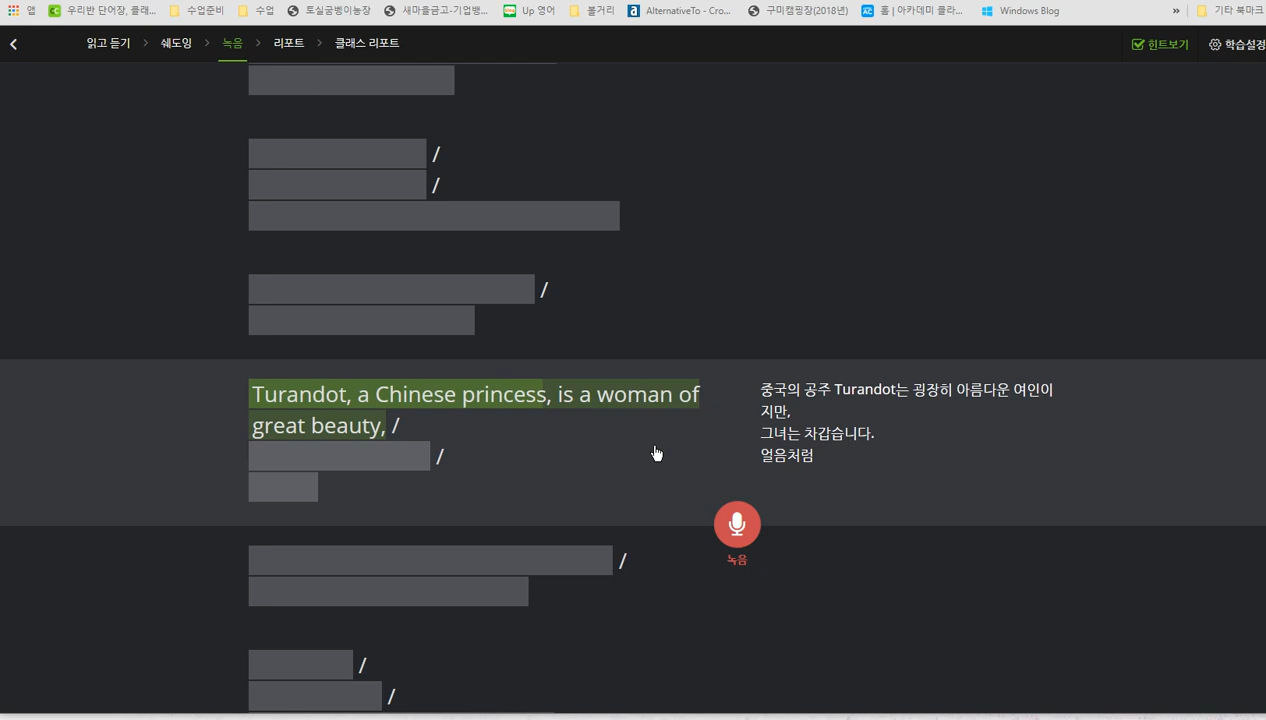 앱 우리반 단어장, 클래... 수업준비 수업 토실굼벵이농장 새마을금고-기업뱅... Up 영어 볼거리 AlternativeTo - Cro... 구미캠핑장(2018년) 홈 | 아카데미 클라... Windows Blog » 기타 북마크
읽고 듣기 쉐도잉 녹음 리포트 클래스 리포트 힌트보기 학습설정
/
/
/
Turandot, a Chinese princess, is a woman of
great beauty, /
/
중국의 공주 Turandot는 굉장히 아름다운 여인이
지만,
그녀는 차갑습니다.
얼음처럼
녹음
/
/
/